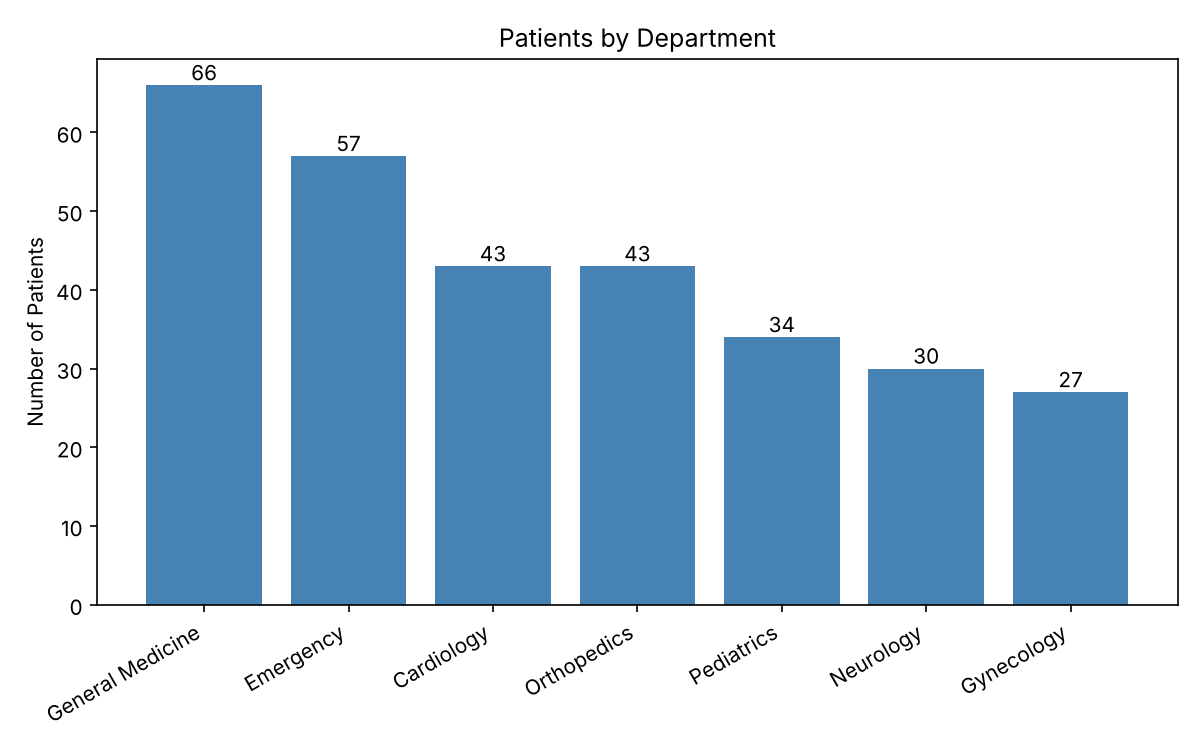 Patients by Department
Number of Patients
60
50
40
30
20
10
0
66
57
43
43
34
30
27
General Medicine
Emergency
Cardiology
Orthopedics
Pediatrics
Neurology
Gynecology